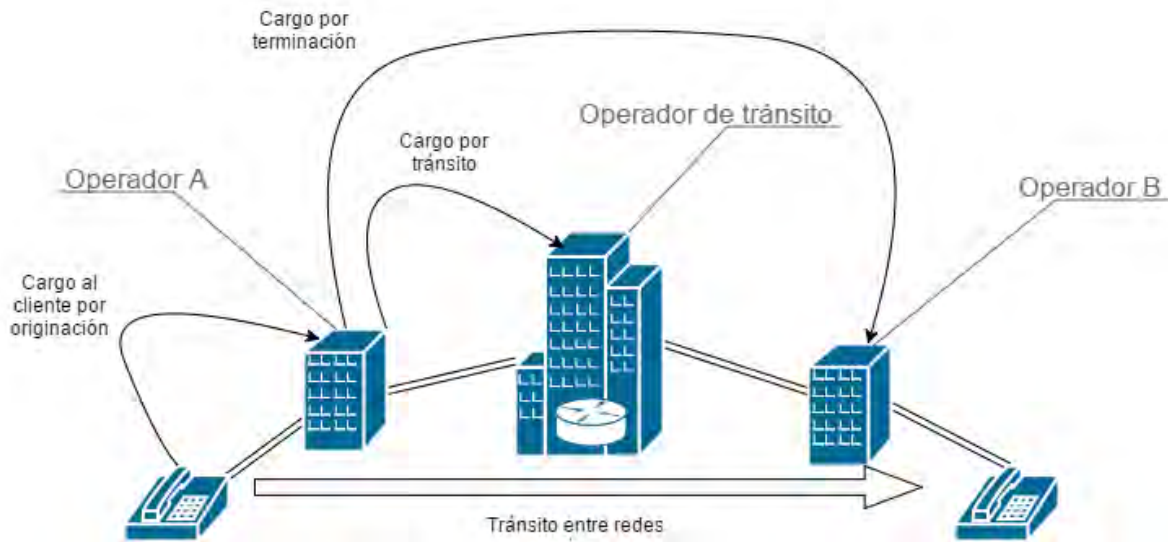 Cargo por
terminación
Operador de tránsito
Cargo por
tránsito
Operador A
Operador B
Cargo al
cliente por
originación
Tránsito entre redes